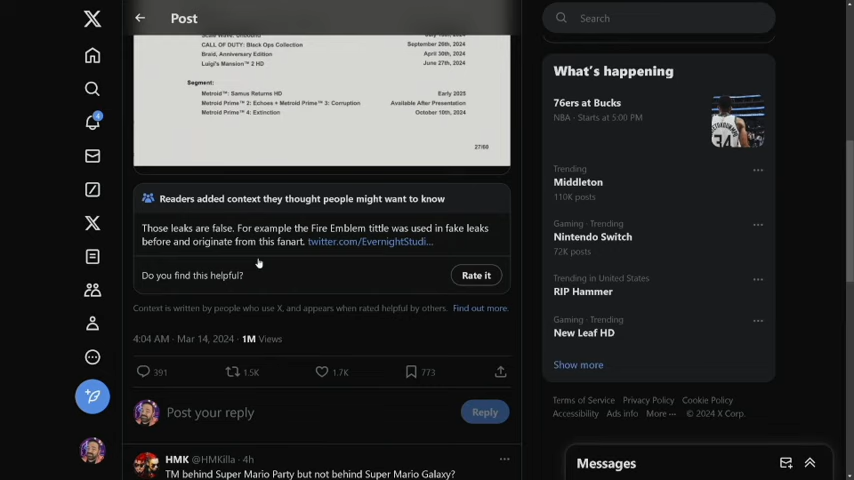 Post
CALL OF DUTY: Black Ops Collection September 26th, 2024
Braid, Anniversary Edition April 30th, 2024
Luigi's Mansion™ 2 HD June 27th, 2024
Segment:
Metroid™: Samus Returns HD Early 2025
Metroid Prime™ 2: Echoes + Metroid Prime™ 3: Corruption Available After Presentation
Metroid Prime™ 4: Extinction October 10th, 2024
27/88
Readers added context they thought people might want to know
Those leaks are false. For example the Fire Emblem tittle was used in fake leaks
before and originate from this fanart. twitter.com/EvernightStudi…
Do you find this helpful? Rate it
Context is written by people who use X, and appears when rated helpful by others. Find out more.
4:04 AM · Mar 14, 2024 · 1M Views
391 1.5K 1.7K 773
Post your reply Reply
HMK @HMKilla · 4h
TM behind Super Mario Party but not behind Super Mario Galaxy?
4
Search
What's happening
76ers at Bucks
NBA · Starts at 5:00 PM
34
Trending
Middleton
110K posts
Gaming · Trending
Nintendo Switch
72K posts
Trending in United States
RIP Hammer
Gaming · Trending
New Leaf HD
Show more
Terms of Service Privacy Policy Cookie Policy
Accessibility Ads info More ··· © 2024 X Corp.
Messages